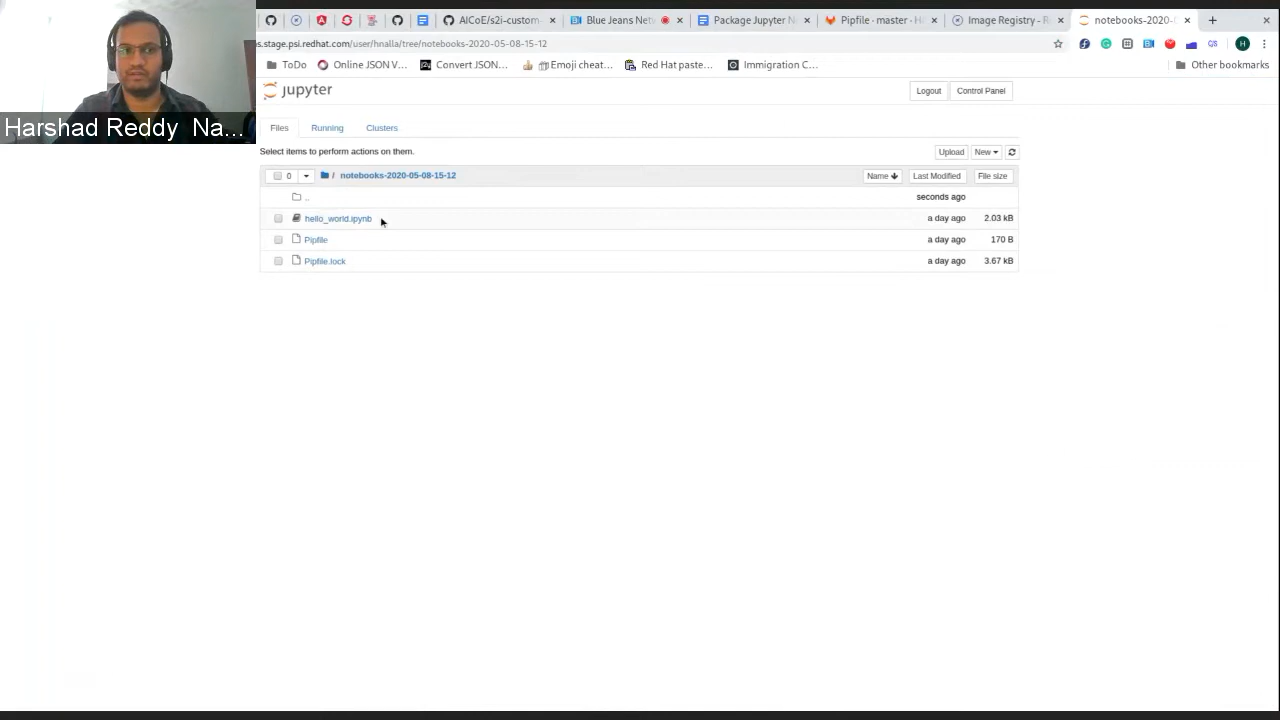 AICoE/s2i-custom-
Blue Jeans Netw
Package Jupyter N
Pipfile · master · H
Image Registry - R
notebooks-2020-
s.stage.psi.redhat.com/user/hnalla/tree/notebooks-2020-05-08-15-12
ToDo
Online JSON V...
Convert JSON...
Emoji cheat...
Red Hat paste...
Immigration C...
Other bookmarks
jupyter
Logout
Control Panel
Harshad Reddy Na...
Files
Running
Clusters
Select items to perform actions on them.
Upload
New
0
/ notebooks-2020-05-08-15-12
Name
Last Modified
File size
..
seconds ago
hello_world.ipynb
a day ago
2.03 kB
Pipfile
a day ago
170 B
Pipfile.lock
a day ago
3.67 kB